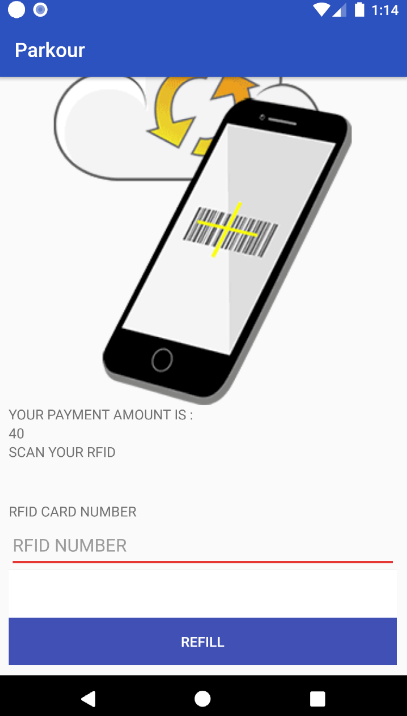 1:14
Parkour
YOUR PAYMENT AMOUNT IS :
40
SCAN YOUR RFID
RFID CARD NUMBER
RFID NUMBER
REFILL